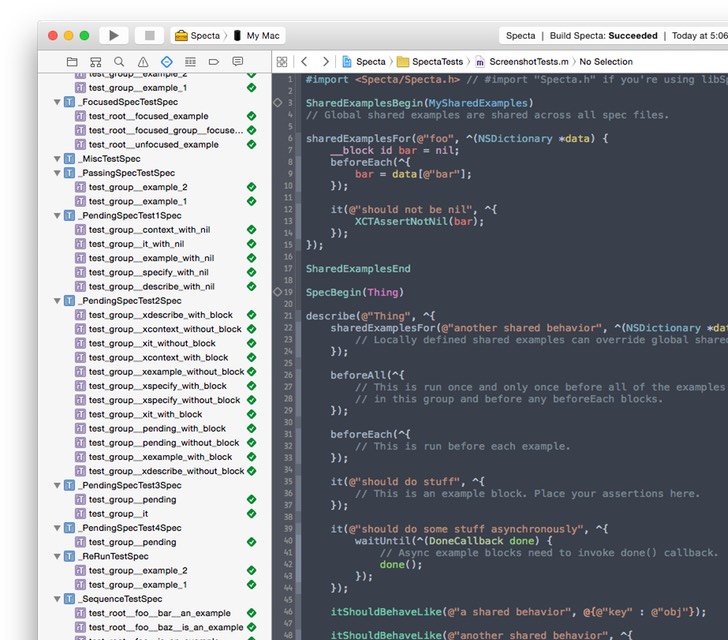 Specta > My Mac
Specta | Build Specta: Succeeded | Today at 5:06
Specta > SpectaTests > ScreenshotTests.m > No Selection
test_group__example_2
test_group__example_1
_FocusedSpecTestSpec
test_root__focused_example
test_root__focused_group__focuse...
test_root__unfocused_example
_MiscTestSpec
_PassingSpecTestSpec
test_group__example_2
test_group__example_1
_PendingSpecTest1Spec
test_group__context_with_nil
test_group__it_with_nil
test_group__example_with_nil
test_group__specify_with_nil
test_group__describe_with_nil
_PendingSpecTest2Spec
test_group__xdescribe_with_block
test_group__xcontext_without_block
test_group__xit_without_block
test_group__xcontext_with_block
test_group__xexample_without_block
test_group__xspecify_with_block
test_group__xspecify_without_block
test_group__xit_with_block
test_group__pending_with_block
test_group__pending_without_block
test_group__xexample_with_block
test_group__xdescribe_without_block
_PendingSpecTest3Spec
test_group__pending
test_group__it
_PendingSpecTest4Spec
test_group__pending
_ReRunTestSpec
test_group__example_2
test_group__example_1
_SequenceTestSpec
test_root__foo__bar__an_example
test_root__foo__baz__is_an_example
1 #import <Specta/Specta.h> // #import "Specta.h" if you're using libSp
2
3 SharedExamplesBegin(MySharedExamples)
4 // Global shared examples are shared across all spec files.
5
6 sharedExamplesFor(@"foo", ^(NSDictionary *data) {
7 __block id bar = nil;
8 beforeEach(^{
9 bar = data[@"bar"];
10 });
11
12 it(@"should not be nil", ^{
13 XCTAssertNotNil(bar);
14 });
15 });
16
17 SharedExamplesEnd
18
19 SpecBegin(Thing)
20
21 describe(@"Thing", ^{
22 sharedExamplesFor(@"another shared behavior", ^(NSDictionary *dat
23 // Locally defined shared examples can override global shared
24 });
25
26 beforeAll(^{
27 // This is run once and only once before all of the examples
28 // in this group and before any beforeEach blocks.
29 });
30
31 beforeEach(^{
32 // This is run before each example.
33 });
34
35 it(@"should do stuff", ^{
36 // This is an example block. Place your assertions here.
37 });
38
39 it(@"should do some stuff asynchronously", ^{
40 waitUntil(^(DoneCallback done) {
41 // Async example blocks need to invoke done() callback.
42 done();
43 });
44 });
45
46 itShouldBehaveLike(@"a shared behavior", @{@"key" : @"obj"});
47
48 itShouldBehaveLike(@"another shared behavior", ^{